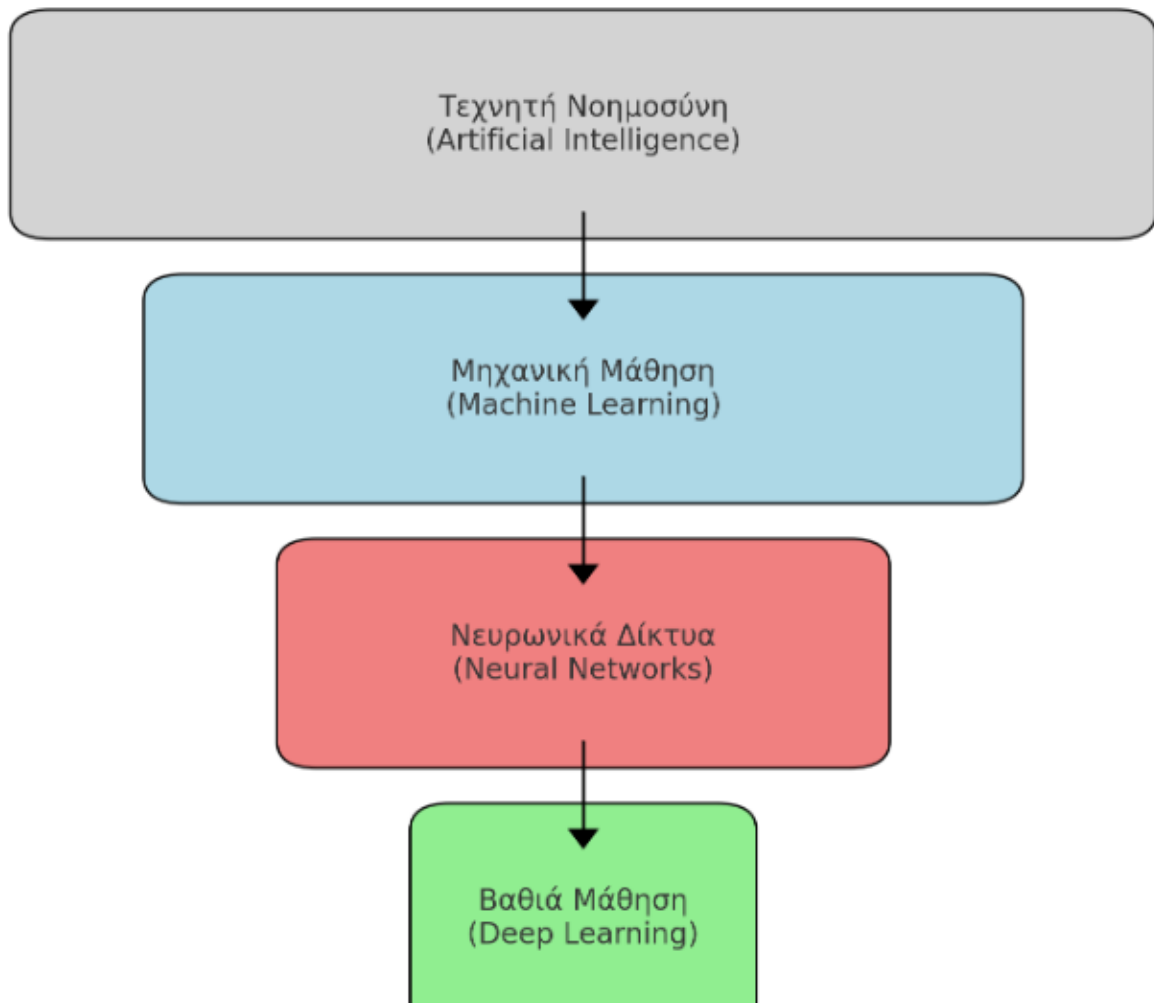 Τεχνητή Νοημοσύνη
(Artificial Intelligence)
Μηχανική Μάθηση
(Machine Learning)
Νευρωνικά Δίκτυα
(Neural Networks)
Βαθιά Μάθηση
(Deep Learning)